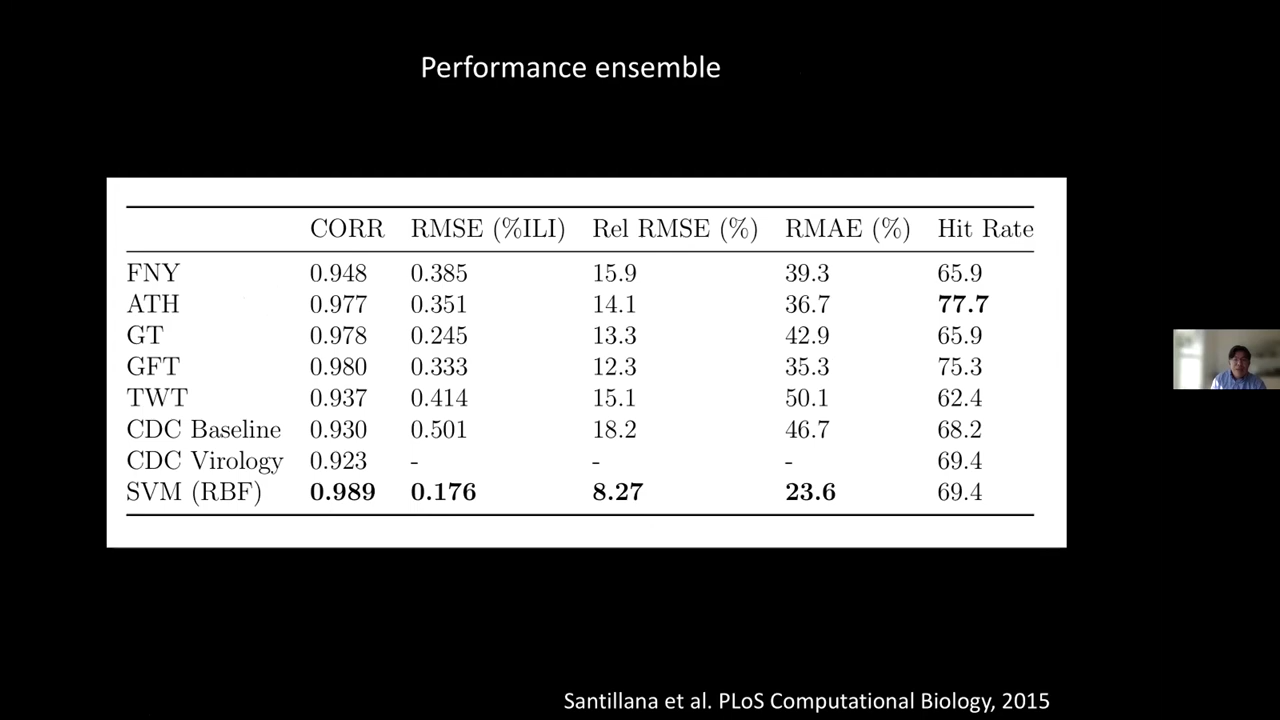 Performance ensemble
CORR RMSE (%ILI) Rel RMSE (%) RMAE (%) Hit Rate
FNY 0.948 0.385 15.9 39.3 65.9
ATH 0.977 0.351 14.1 36.7 77.7
GT 0.978 0.245 13.3 42.9 65.9
GFT 0.980 0.333 12.3 35.3 75.3
TWT 0.937 0.414 15.1 50.1 62.4
CDC Baseline 0.930 0.501 18.2 46.7 68.2
CDC Virology 0.923 - - - 69.4
SVM (RBF) 0.989 0.176 8.27 23.6 69.4
Santillana et al. PLoS Computational Biology, 2015